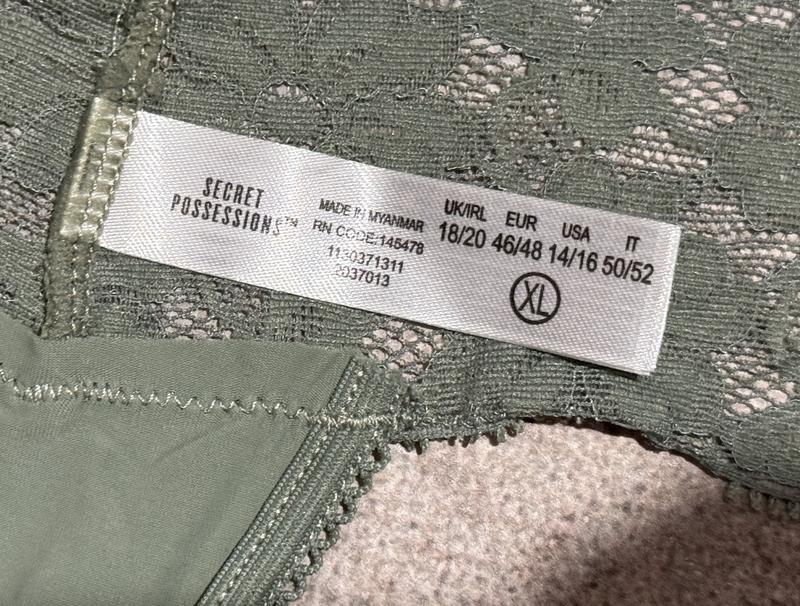 SECRET
POSSESSIONS™
MADE IN MYANMAR
RN CODE:145478
1130371311
2037013
UK/IRL EUR USA IT
18/20 46/48 14/16 50/52
XL